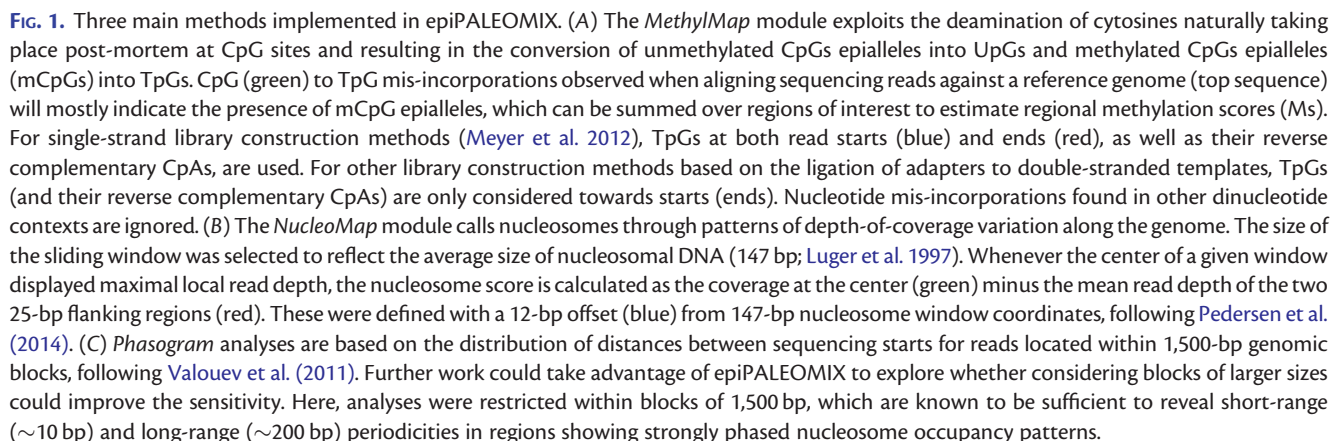 FIG. 1. Three main methods implemented in epiPALEOMIX. (A) The MethylMap module exploits the deamination of cytosines naturally taking
place post-mortem at CpG sites and resulting in the conversion of unmethylated CpGs epialleles into UpGs and methylated CpGs epialleles
(mCpGs) into TpGs. CpG (green) to TpG mis-incorporations observed when aligning sequencing reads against a reference genome (top sequence)
will mostly indicate the presence of mCpG epialleles, which can be summed over regions of interest to estimate regional methylation scores (Ms).
For single-strand library construction methods (Meyer et al. 2012), TpGs at both read starts (blue) and ends (red), as well as their reverse
complementary CpAs, are used. For other library construction methods based on the ligation of adapters to double-stranded templates, TpGs
(and their reverse complementary CpAs) are only considered towards starts (ends). Nucleotide mis-incorporations found in other dinucleotide
contexts are ignored. (B) The NucleoMap module calls nucleosomes through patterns of depth-of-coverage variation along the genome. The size of
the sliding window was selected to reflect the average size of nucleosomal DNA (147 bp; Luger et al. 1997). Whenever the center of a given window
displayed maximal local read depth, the nucleosome score is calculated as the coverage at the center (green) minus the mean read depth of the two
25-bp flanking regions (red). These were defined with a 12-bp offset (blue) from 147-bp nucleosome window coordinates, following Pedersen et al.
(2014). (C) Phasogram analyses are based on the distribution of distances between sequencing starts for reads located within 1,500-bp genomic
blocks, following Valouev et al. (2011). Further work could take advantage of epiPALEOMIX to explore whether considering blocks of larger sizes
could improve the sensitivity. Here, analyses were restricted within blocks of 1,500 bp, which are known to be sufficient to reveal short-range
(∼10 bp) and long-range (∼200 bp) periodicities in regions showing strongly phased nucleosome occupancy patterns.